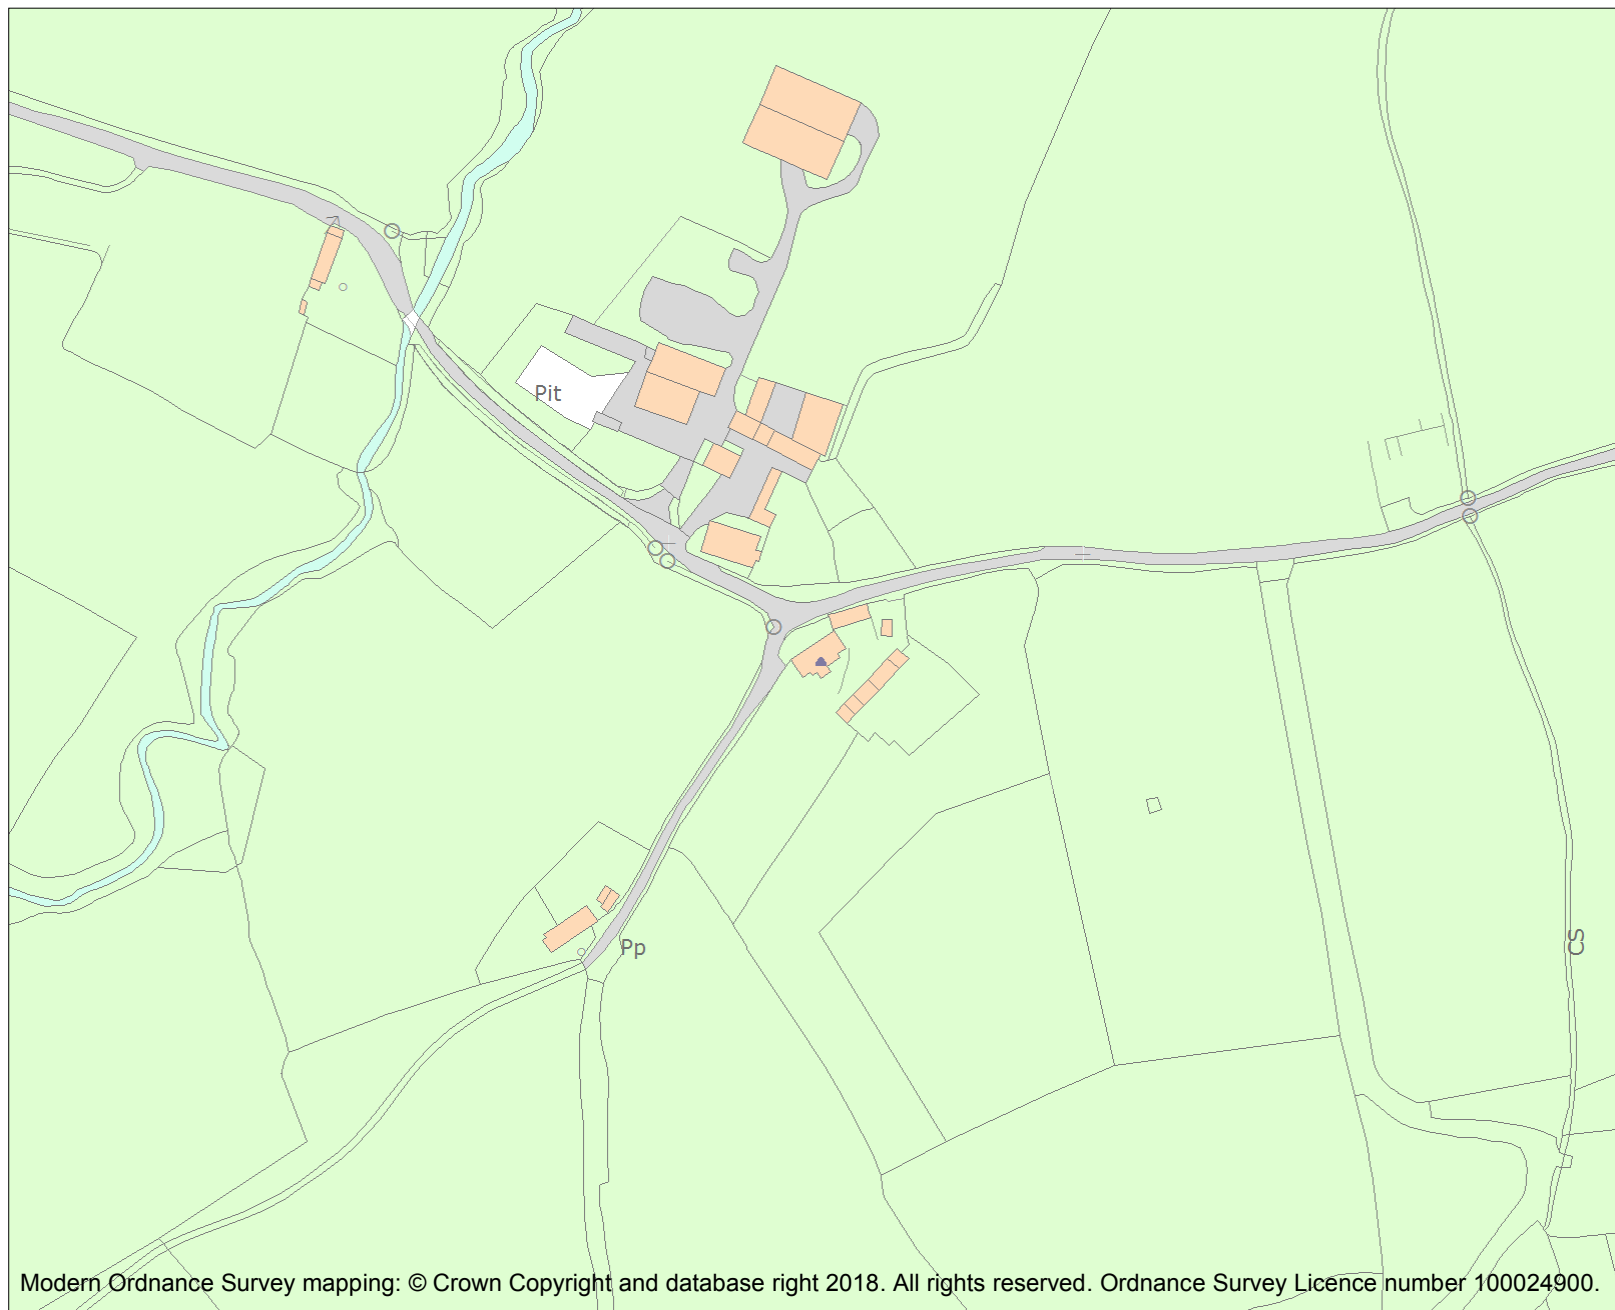 Pit
Pp
CS
Modern Ordnance Survey mapping: © Crown Copyright and database right 2018. All rights reserved. Ordnance Survey Licence number 100024900.